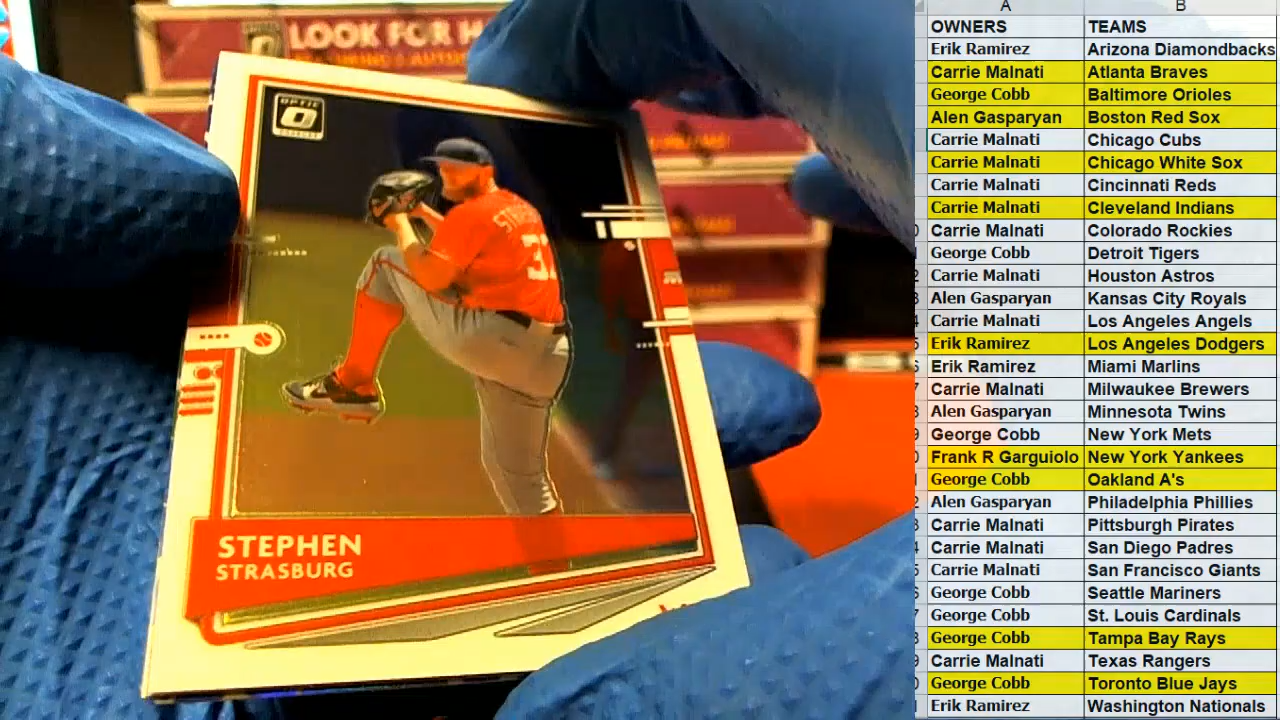 LOOK FOR H
OPTIC
STEPHEN
STRASBURG
A B
OWNERS TEAMS
Erik Ramirez Arizona Diamondbacks
Carrie Malnati Atlanta Braves
George Cobb Baltimore Orioles
Alen Gasparyan Boston Red Sox
Carrie Malnati Chicago Cubs
Carrie Malnati Chicago White Sox
Carrie Malnati Cincinnati Reds
Carrie Malnati Cleveland Indians
Carrie Malnati Colorado Rockies
George Cobb Detroit Tigers
Carrie Malnati Houston Astros
Alen Gasparyan Kansas City Royals
Carrie Malnati Los Angeles Angels
Erik Ramirez Los Angeles Dodgers
Erik Ramirez Miami Marlins
Carrie Malnati Milwaukee Brewers
Alen Gasparyan Minnesota Twins
George Cobb New York Mets
Frank R Garguiolo New York Yankees
George Cobb Oakland A's
Alen Gasparyan Philadelphia Phillies
Carrie Malnati Pittsburgh Pirates
Carrie Malnati San Diego Padres
Carrie Malnati San Francisco Giants
George Cobb Seattle Mariners
George Cobb St. Louis Cardinals
George Cobb Tampa Bay Rays
Carrie Malnati Texas Rangers
George Cobb Toronto Blue Jays
Erik Ramirez Washington Nationals